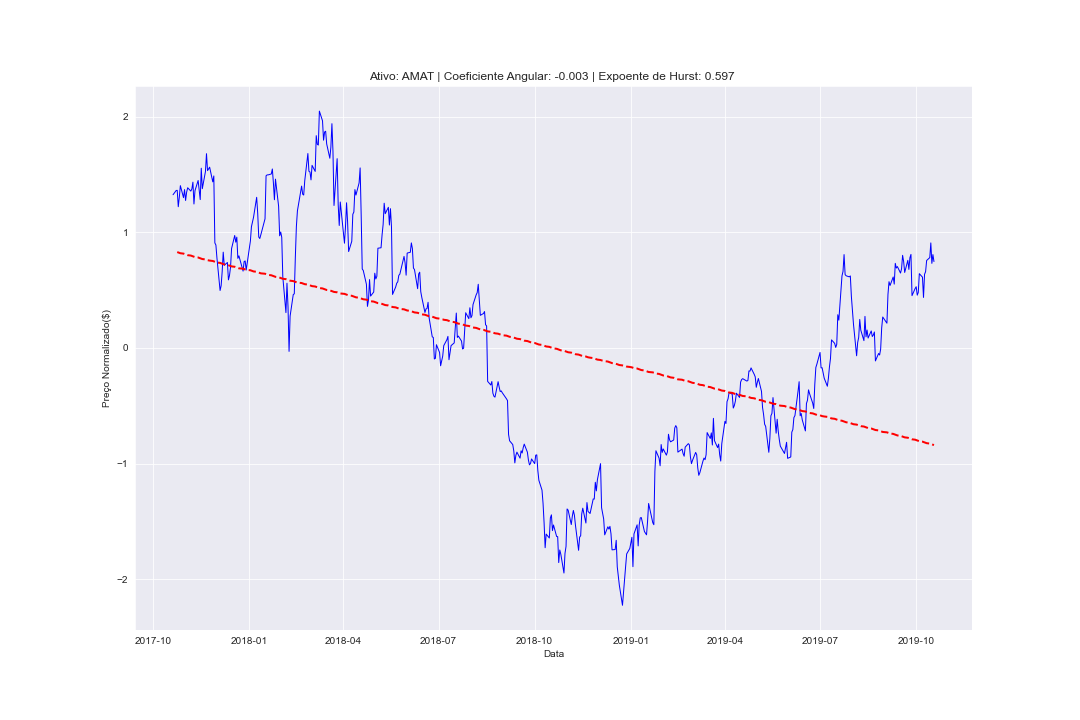 Ativo: AMAT | Coeficiente Angular: -0.003 | Expoente de Hurst: 0.597
Preço Normalizado($)
2
1
0
−1
−2
2017-10 2018-01 2018-04 2018-07 2018-10 2019-01 2019-04 2019-07 2019-10
Data